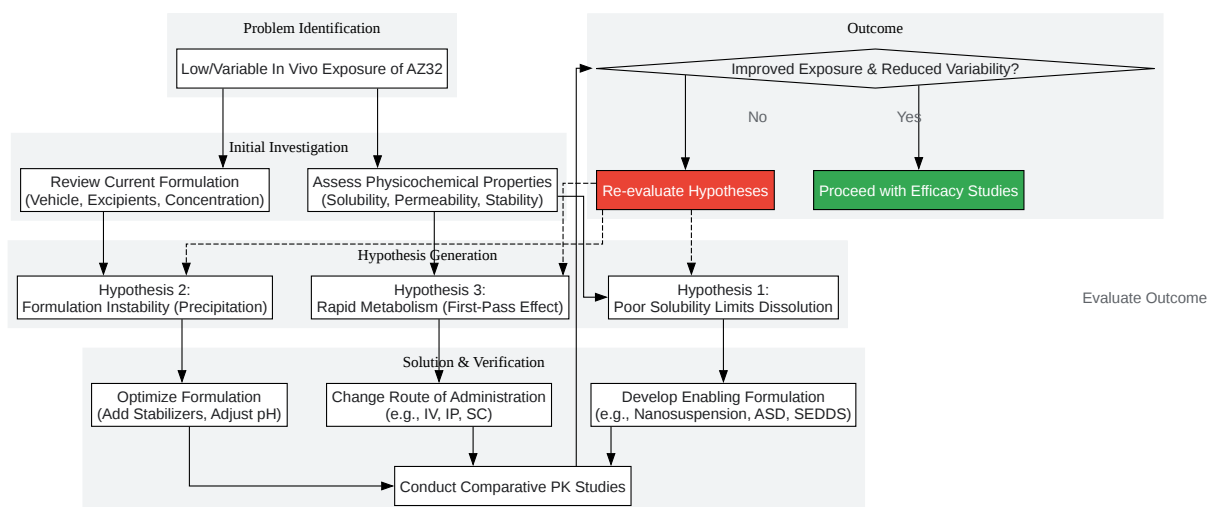 Problem Identification
Low/Variable In Vivo Exposure of AZ32
Outcome
Improved Exposure & Reduced Variability?
No
Yes
Initial Investigation
Review Current Formulation
(Vehicle, Excipients, Concentration)
Assess Physicochemical Properties
(Solubility, Permeability, Stability)
Re-evaluate Hypotheses
Proceed with Efficacy Studies
Hypothesis Generation
Hypothesis 2:
Formulation Instability (Precipitation)
Hypothesis 3:
Rapid Metabolism (First-Pass Effect)
Hypothesis 1:
Poor Solubility Limits Dissolution
Evaluate Outcome
Solution & Verification
Optimize Formulation
(Add Stabilizers, Adjust pH)
Change Route of Administration
(e.g., IV, IP, SC)
Develop Enabling Formulation
(e.g., Nanosuspension, ASD, SEDDS)
Conduct Comparative PK Studies